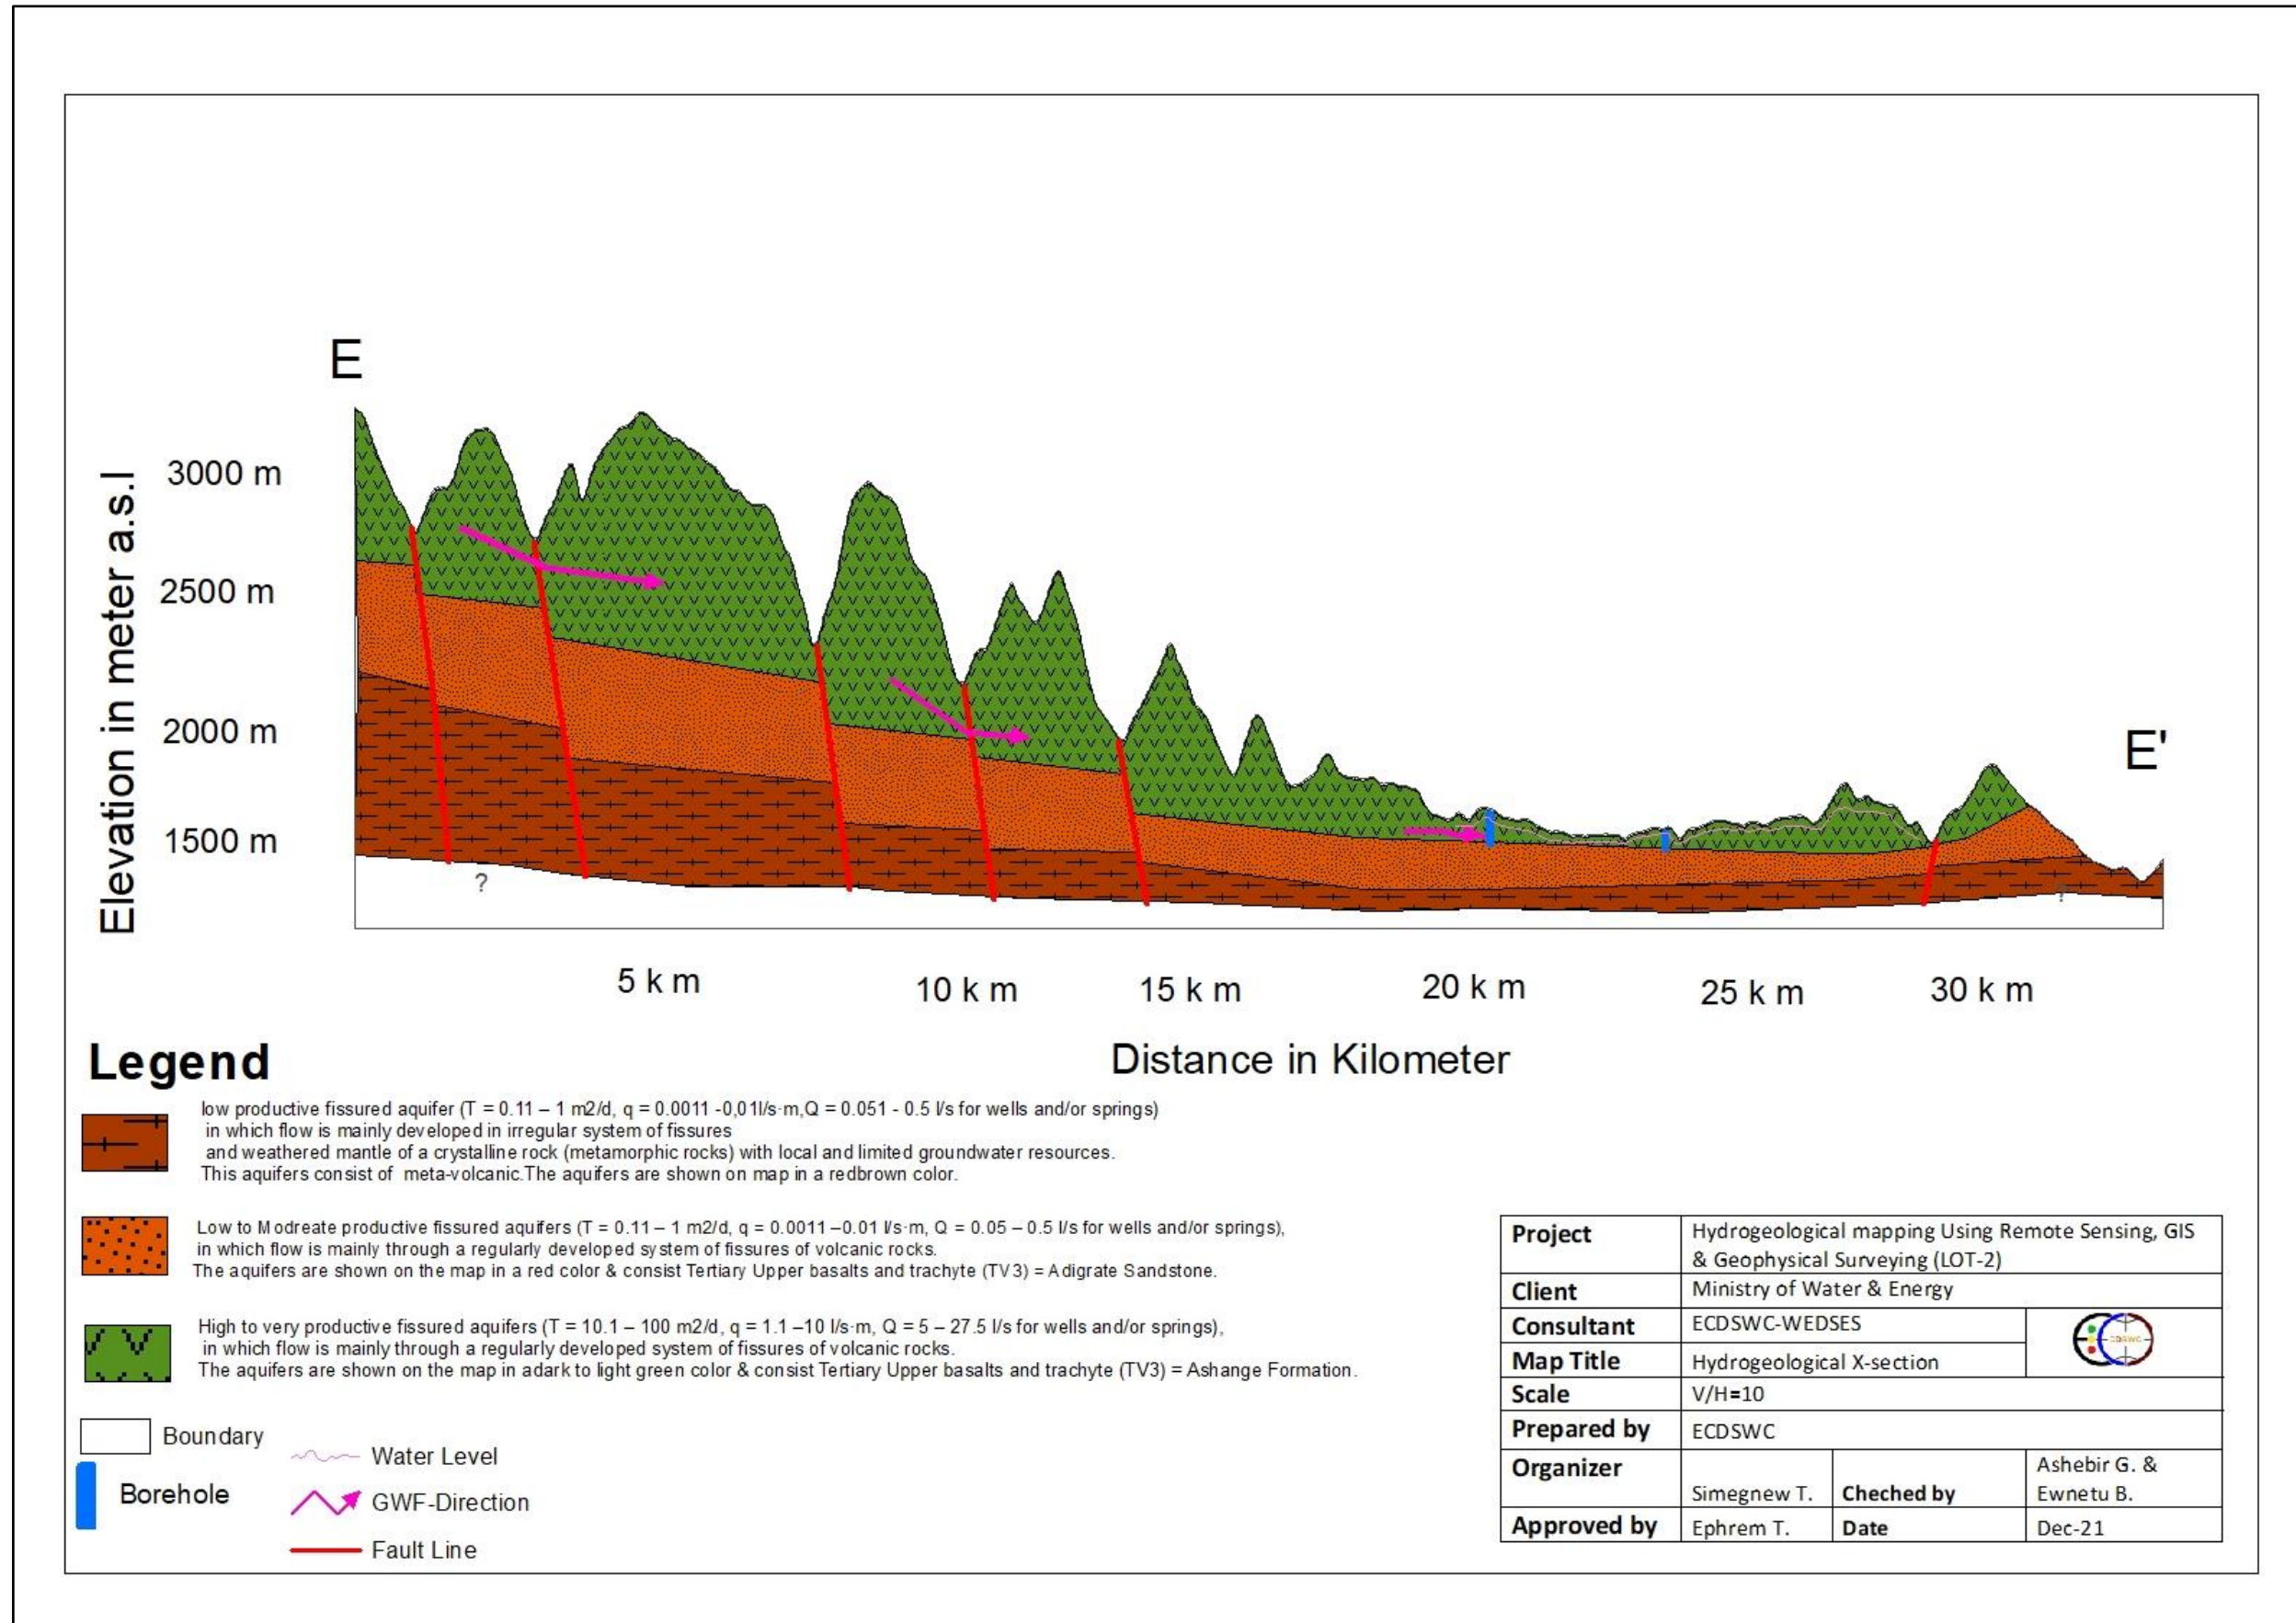 E
3000 m
2500 m
2000 m
1500 m
Elevation in meter a.s.l
E'
?
?
5 k m
10 k m
15 k m
20 k m
25 k m
30 k m
Distance in Kilometer
Legend
low productive fissured aquifer (T = 0.11 – 1 m2/d, q = 0.0011 -0,01l/s·m,Q = 0.051 - 0.5 l/s for wells and/or springs)
in which flow is mainly developed in irregular system of fissures
and weathered mantle of a crystalline rock (metamorphic rocks) with local and limited groundwater resources.
This aquifers consist of meta-volcanic.The aquifers are shown on map in a redbrown color.
Low to Modreate productive fissured aquifers (T = 0.11 – 1 m2/d, q = 0.0011 –0.01 l/s·m, Q = 0.05 – 0.5 l/s for wells and/or springs),
in which flow is mainly through a regularly developed system of fissures of volcanic rocks.
The aquifers are shown on the map in a red color & consist Tertiary Upper basalts and trachyte (TV3) = Adigrate Sandstone.
High to very productive fissured aquifers (T = 10.1 – 100 m2/d, q = 1.1 –10 l/s·m, Q = 5 – 27.5 l/s for wells and/or springs),
in which flow is mainly through a regularly developed system of fissures of volcanic rocks.
The aquifers are shown on the map in adark to light green color & consist Tertiary Upper basalts and trachyte (TV3) = Ashange Formation.
Boundary
Borehole
Water Level
GWF-Direction
Fault Line
Project
Hydrogeological mapping Using Remote Sensing, GIS
& Geophysical Surveying (LOT-2)
Client
Ministry of Water & Energy
Consultant
ECDSWC-WEDSES
Map Title
Hydrogeological X-section
ECDSWC
Scale
V/H=10
Prepared by
ECDSWC
Organizer
Simegnew T.
Cheched by
Ashebir G. &
Ewnetu B.
Approved by
Ephrem T.
Date
Dec-21